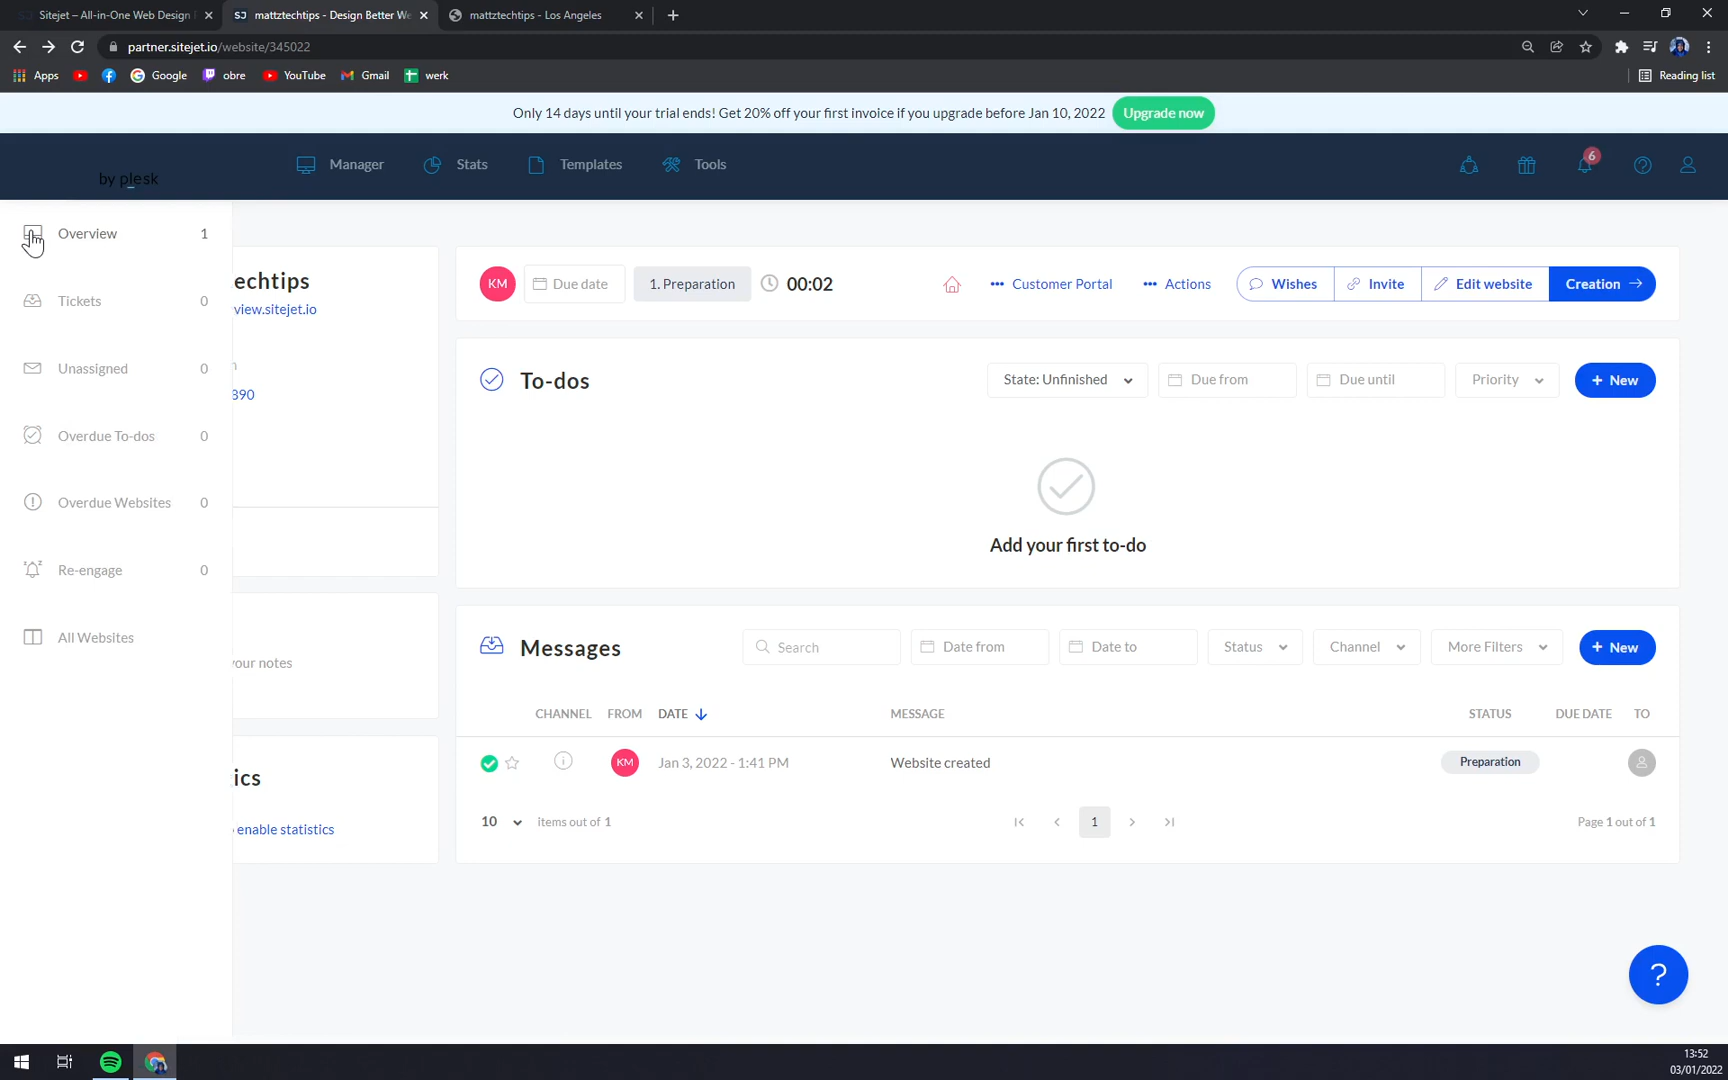 Sitejet – All-in-One Web Design
SJ mattztechtips - Design Better We
mattztechtips - Los Angeles
partner.sitejet.io/website/345022
Apps
Google
obre
YouTube
Gmail
werk
Reading list
Only 14 days until your trial ends! Get 20% off your first invoice if you upgrade before Jan 10, 2022
Upgrade now
by plesk
Manager
Stats
Templates
Tools
6
Overview 1
Tickets 0
Unassigned 0
Overdue To-dos 0
Overdue Websites 0
Re-engage 0
All Websites
echtips
view.sitejet.io
890
your notes
ics
enable statistics
KM
Due date
1. Preparation
00:02
Customer Portal
Actions
Wishes
Invite
Edit website
Creation
To-dos
State: Unfinished
Due from
Due until
Priority
+ New
Add your first to-do
Messages
Search
Date from
Date to
Status
Channel
More Filters
+ New
CHANNEL FROM DATE MESSAGE STATUS DUE DATE TO
KM Jan 3, 2022 - 1:41 PM Website created Preparation
10 items out of 1
1
Page 1 out of 1
?
13:52
03/01/2022